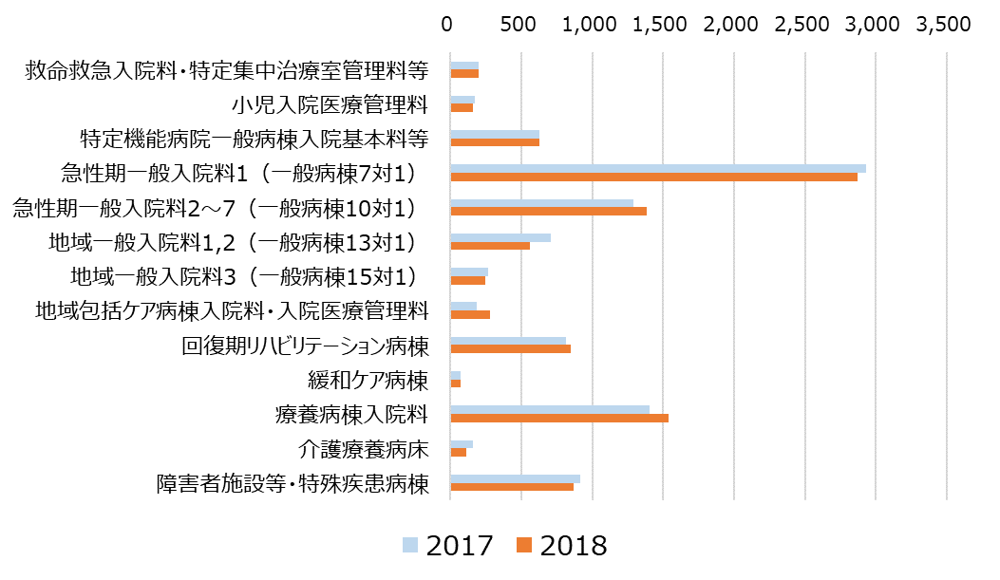 0 500 1,000 1,500 2,000 2,500 3,000 3,500
救命救急入院料・特定集中治療室管理料等
小児入院医療管理料
特定機能病院一般病棟入院基本料等
急性期一般入院料1（一般病棟7対1）
急性期一般入院料2～7（一般病棟10対1）
地域一般入院料1,2（一般病棟13対1）
地域一般入院料3（一般病棟15対1）
地域包括ケア病棟入院料・入院医療管理料
回復期リハビリテーション病棟
緩和ケア病棟
療養病棟入院料
介護療養病床
障害者施設等・特殊疾患病棟
2017 2018